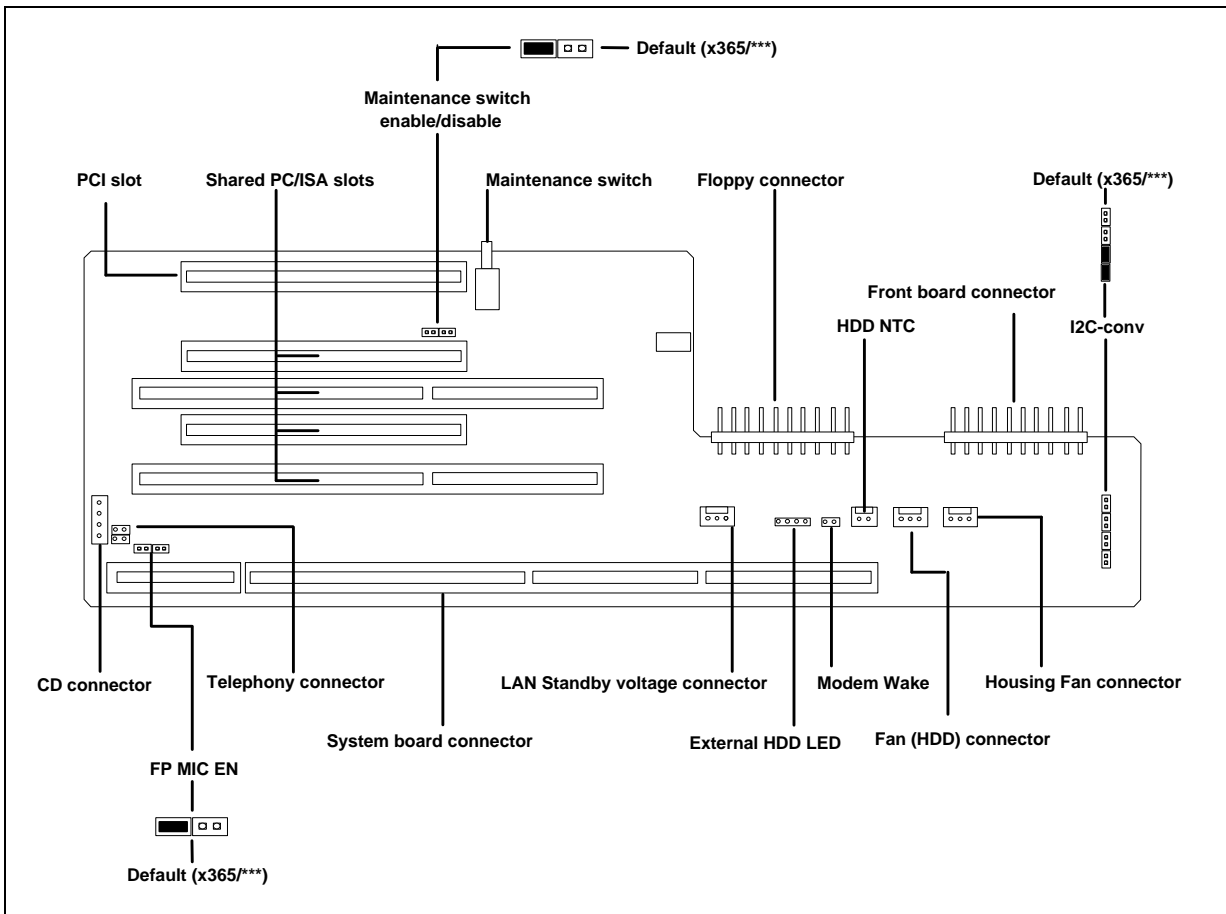 Default (x365/***)
Maintenance switch
enable/disable
PCI slot
Shared PC/ISA slots
Maintenance switch
Floppy connector
Default (x365/***)
Front board connector
HDD NTC
I2C-conv
CD connector
Telephony connector
LAN Standby voltage connector
Modem Wake
Housing Fan connector
System board connector
External HDD LED
Fan (HDD) connector
FP MIC EN
Default (x365/***)